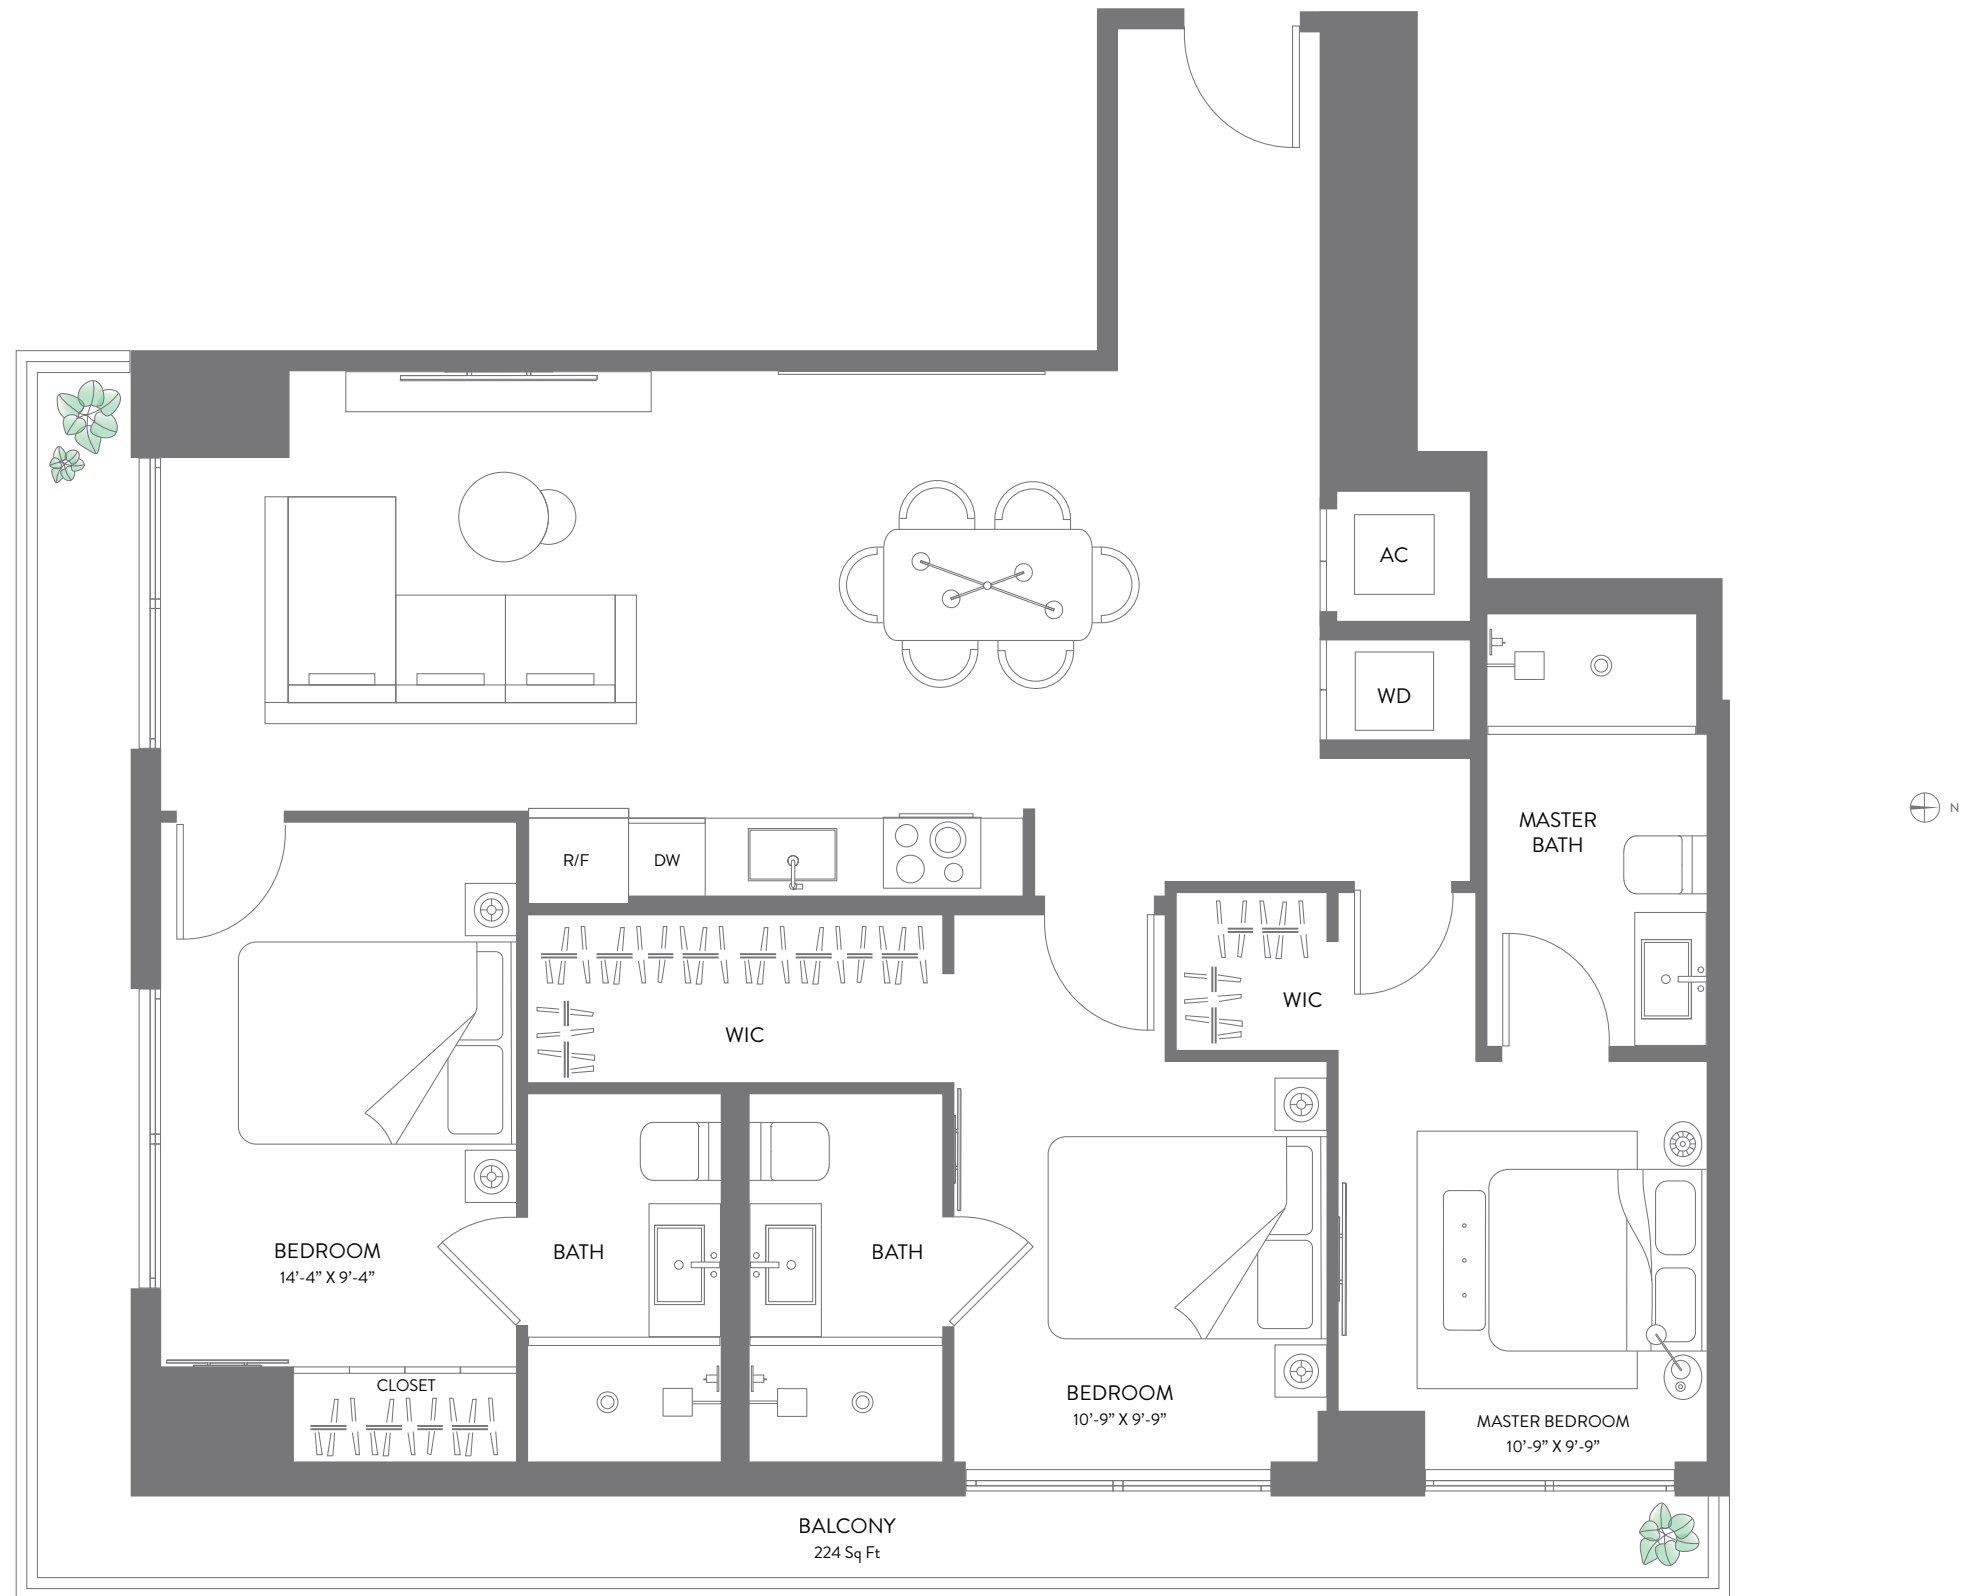 AC
WD
MASTER
BATH
N
R/F
DW
WIC
WIC
BEDROOM
14’-4” X 9’-4”
BATH
BATH
CLOSET
BEDROOM
10’-9” X 9’-9”
MASTER BEDROOM
10’-9” X 9’-9”
BALCONY
224 Sq Ft